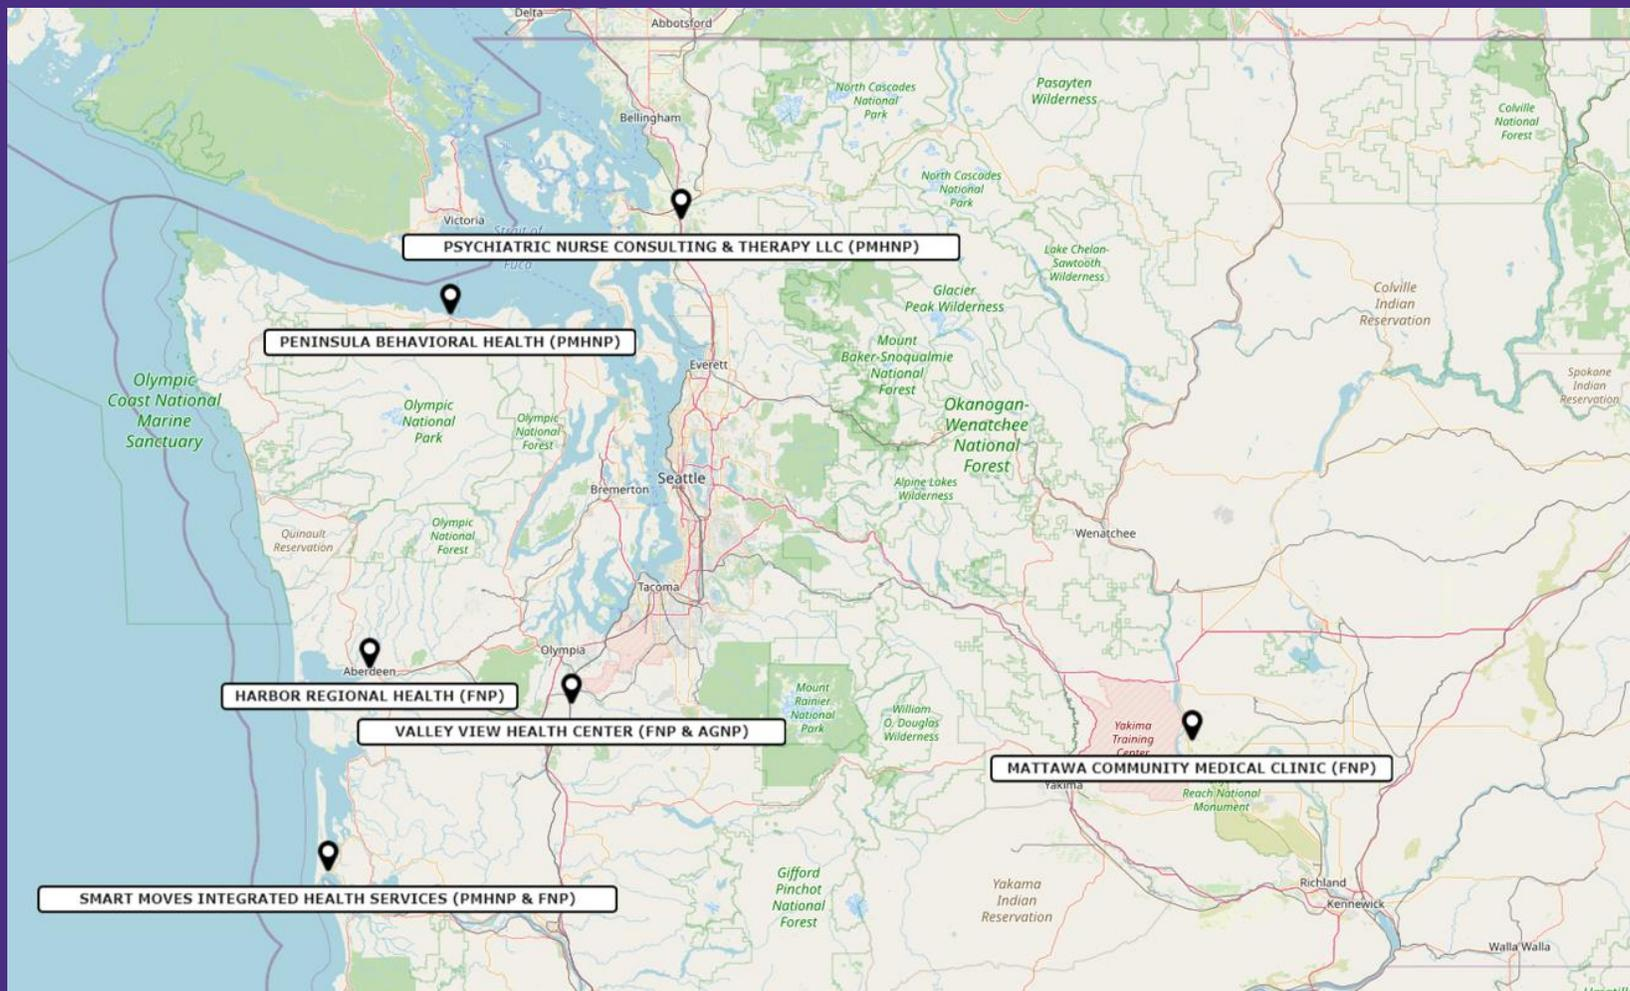 Delta
Abbotsford
North Cascades
National
Park
Pasayten
Wilderness
Colville
National
Forest
Bellingham
North Cascades
National
Park
Victoria
Strait of
Fuca
PSYCHIATRIC NURSE CONSULTING & THERAPY LLC (PMHNP)
Lake Chelan-
Sawtooth
Wilderness
Glacier
Peak Wilderness
Colville
Indian
Reservation
PENINSULA BEHAVIORAL HEALTH (PMHNP)
Mount
Baker-Snoqualmie
National
Forest
Everett
Spokane
Indian
Reservation
Olympic
Coast National
Marine
Sanctuary
Olympic
National
Park
Olympic
National
Forest
Okanogan-
Wenatchee
National
Forest
Seattle
Bremerton
Alpine Lakes
Wilderness
Quinault
Reservation
Olympic
National
Forest
Wenatchee
Tacoma
Olympia
Aberdeen
HARBOR REGIONAL HEALTH (FNP)
Mount
Rainier
National
Park
William
O. Douglas
Wilderness
VALLEY VIEW HEALTH CENTER (FNP & AGNP)
Yakima
Training
Center
MATTAWA COMMUNITY MEDICAL CLINIC (FNP)
Yakima
Reach National
Monument
SMART MOVES INTEGRATED HEALTH SERVICES (PMHNP & FNP)
Gifford
Pinchot
National
Forest
Yakama
Indian
Reservation
Richland
Kennewick
Walla Walla